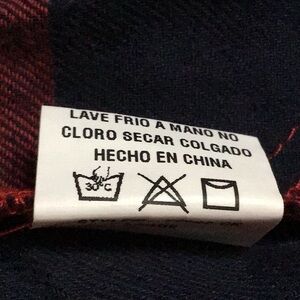 LAVE FRIO A MANO NO
CLORO SECAR COLGADO
HECHO EN CHINA
30°C